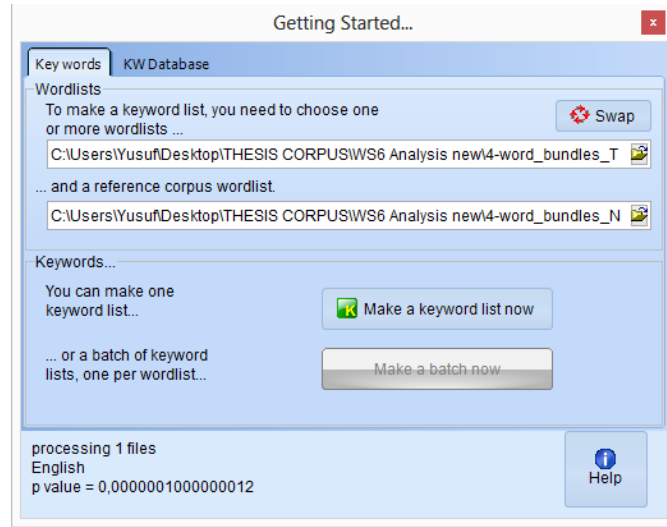 Getting Started...
x
Key words KW Database
Wordlists
To make a keyword list, you need to choose one
or more wordlists ...
Swap
C:\Users\Yusuf\Desktop\THESIS CORPUS\WS6 Analysis new\4-word_bundles_T
... and a reference corpus wordlist.
C:\Users\Yusuf\Desktop\THESIS CORPUS\WS6 Analysis new\4-word_bundles_N
Keywords...
You can make one
keyword list...
K Make a keyword list now
... or a batch of keyword
lists, one per wordlist...
Make a batch now
processing 1 files
English
p value = 0,0000001000000012
Help